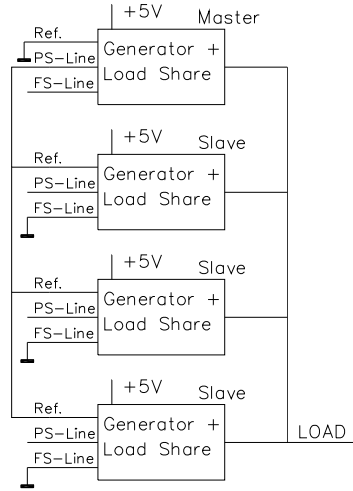 +5V
Master
Ref.
PS-Line
FS-Line
Generator +
Load Share
+5V
Slave
Ref.
PS-Line
FS-Line
Generator +
Load Share
+5V
Slave
Ref.
PS-Line
FS-Line
Generator +
Load Share
+5V
Slave
Ref.
PS-Line
FS-Line
Generator +
Load Share
LOAD